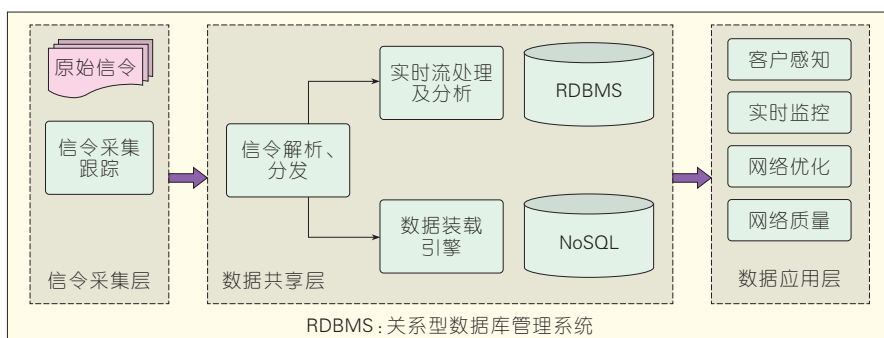 原始信令
信令采集
跟踪
信令采集层
信令解析、
分发
实时流处理
及分析
RDBMS
数据装载
引擎
NoSQL
数据共享层
客户感知
实时监控
网络优化
网络质量
数据应用层
RDBMS:关系型数据库管理系统